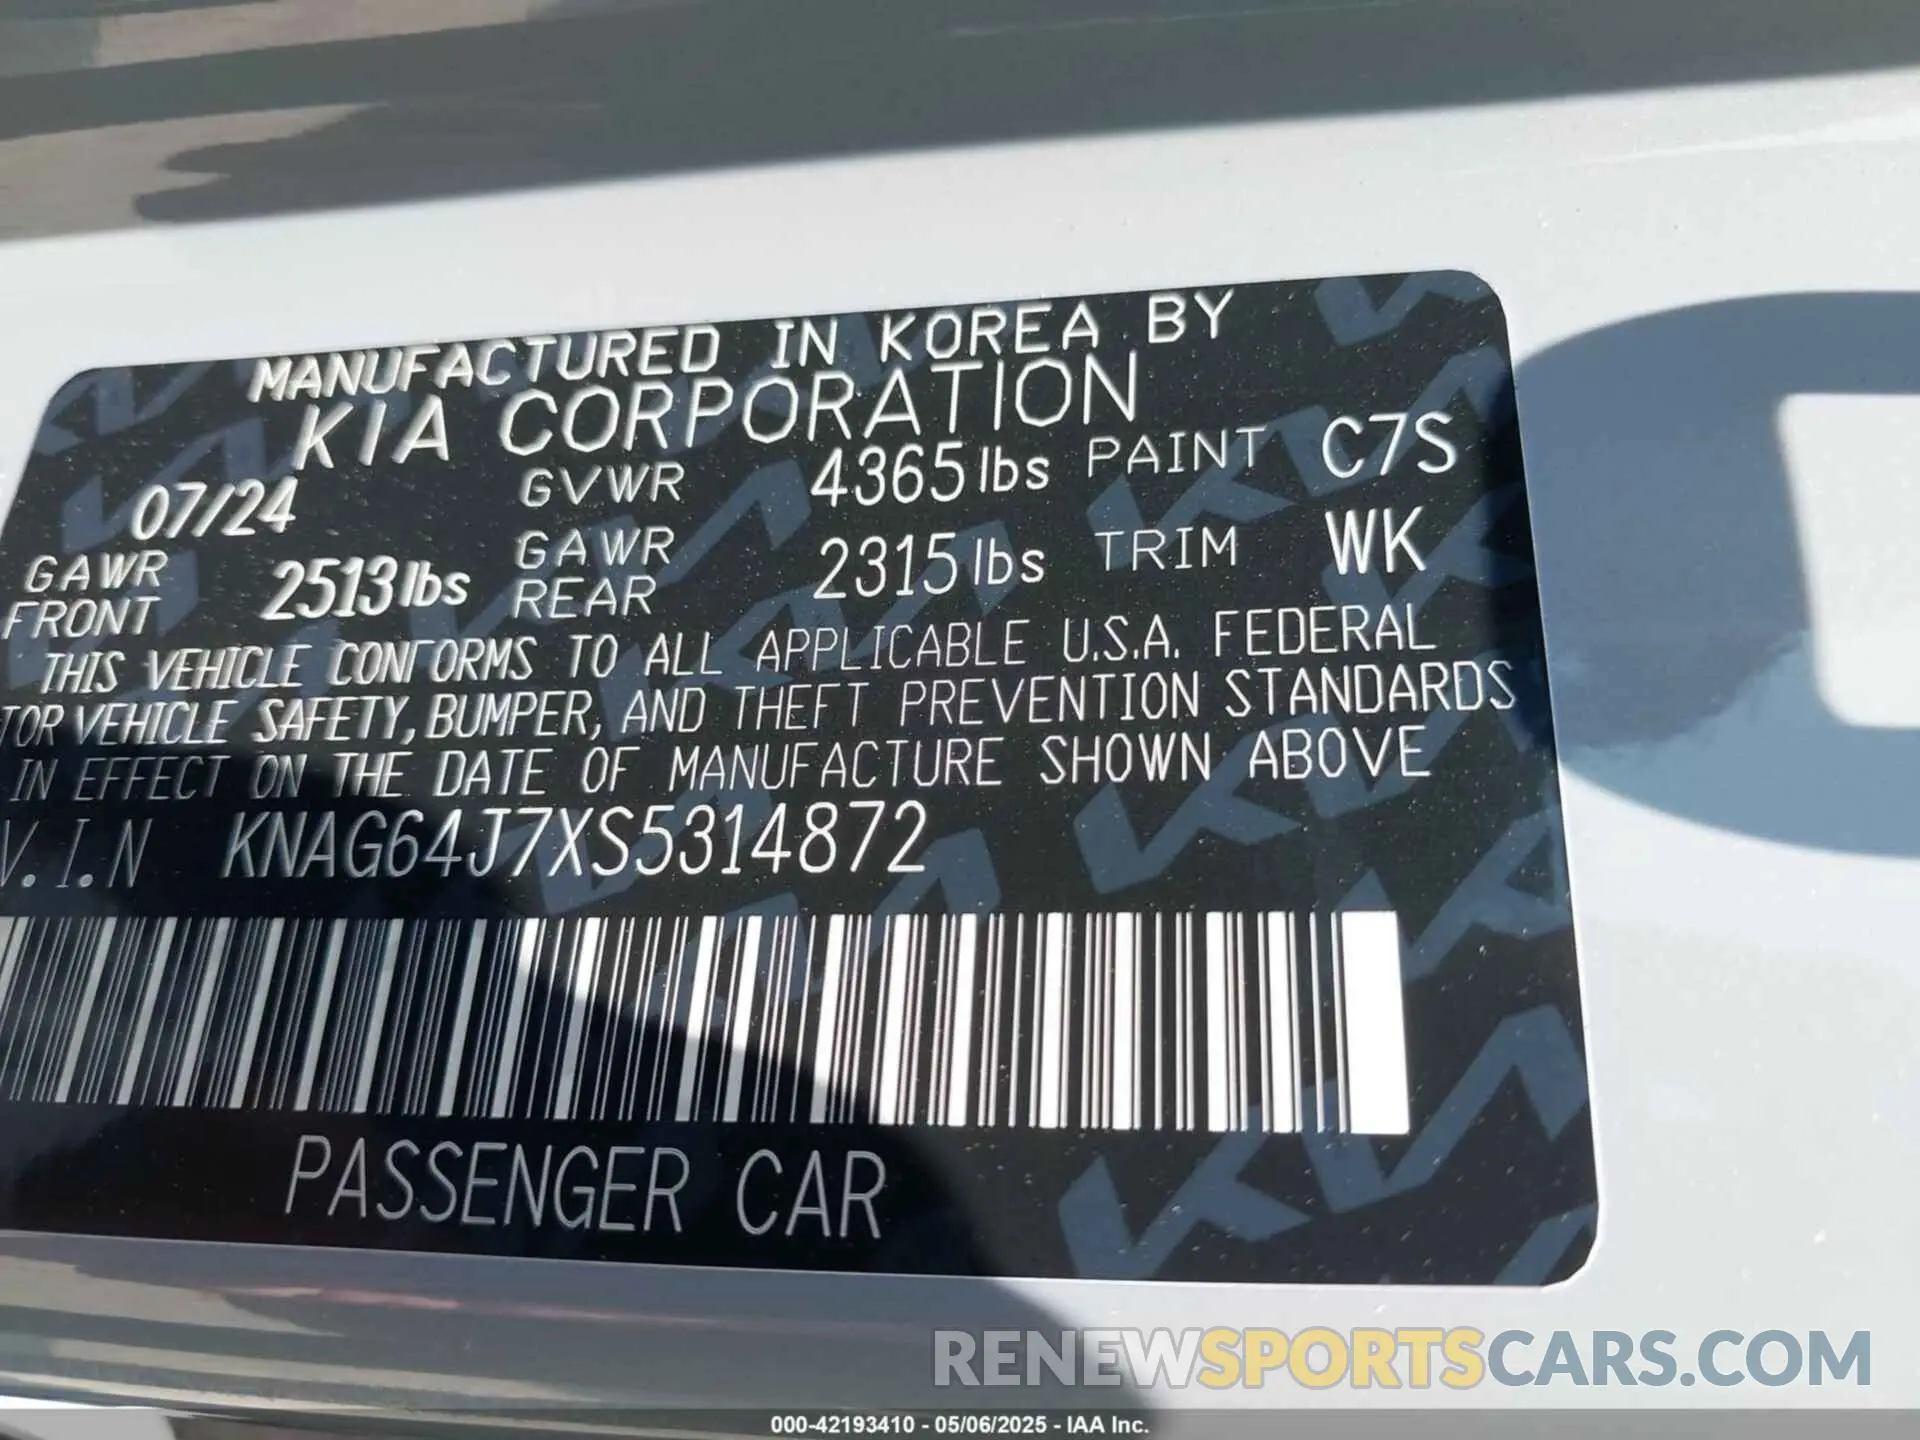 MANUFACTURED IN KOREA BY
KIA CORPORATION
07/24 GVWR 4365 lbs PAINT C7S
GAWR FRONT 2513 lbs GAWR REAR 2315 lbs TRIM WK
THIS VEHICLE CONFORMS TO ALL APPLICABLE U.S.A. FEDERAL
TOR VEHICLE SAFETY, BUMPER, AND THEFT PREVENTION STANDARDS
IN EFFECT ON THE DATE OF MANUFACTURE SHOWN ABOVE
V.I.N KNAG64J7XS5314872
PASSENGER CAR
RENEWSPORTSCARS.COM
000-42193410 - 05/06/2025 - IAA Inc.